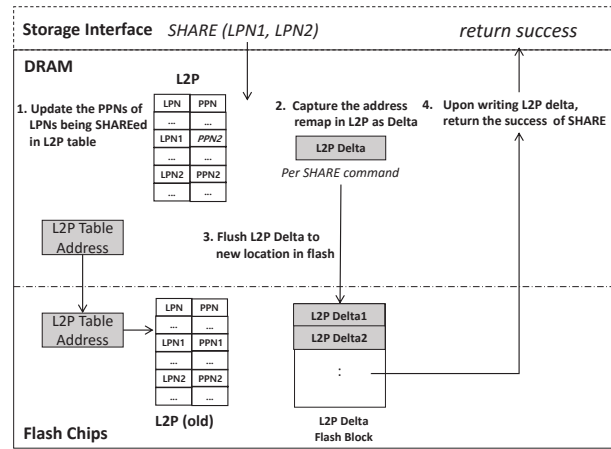 Storage Interface SHARE (LPN1, LPN2) return success
DRAM
L2P
LPN PPN
... ...
LPN1 PPN2
... ...
LPN2 PPN2
... ...
1. Update the PPNs of
LPNs being SHAREed
in L2P table
2. Capture the address
remap in L2P as Delta
L2P Delta
Per SHARE command
4. Upon writing L2P delta,
return the success of SHARE
3. Flush L2P Delta to
new location in flash
L2P Table
Address
L2P Table
Address
LPN PPN
... ...
LPN1 PPN1
... ...
LPN2 PPN2
... ...
L2P (old)
L2P Delta1
L2P Delta2
:
L2P Delta
Flash Block
Flash Chips